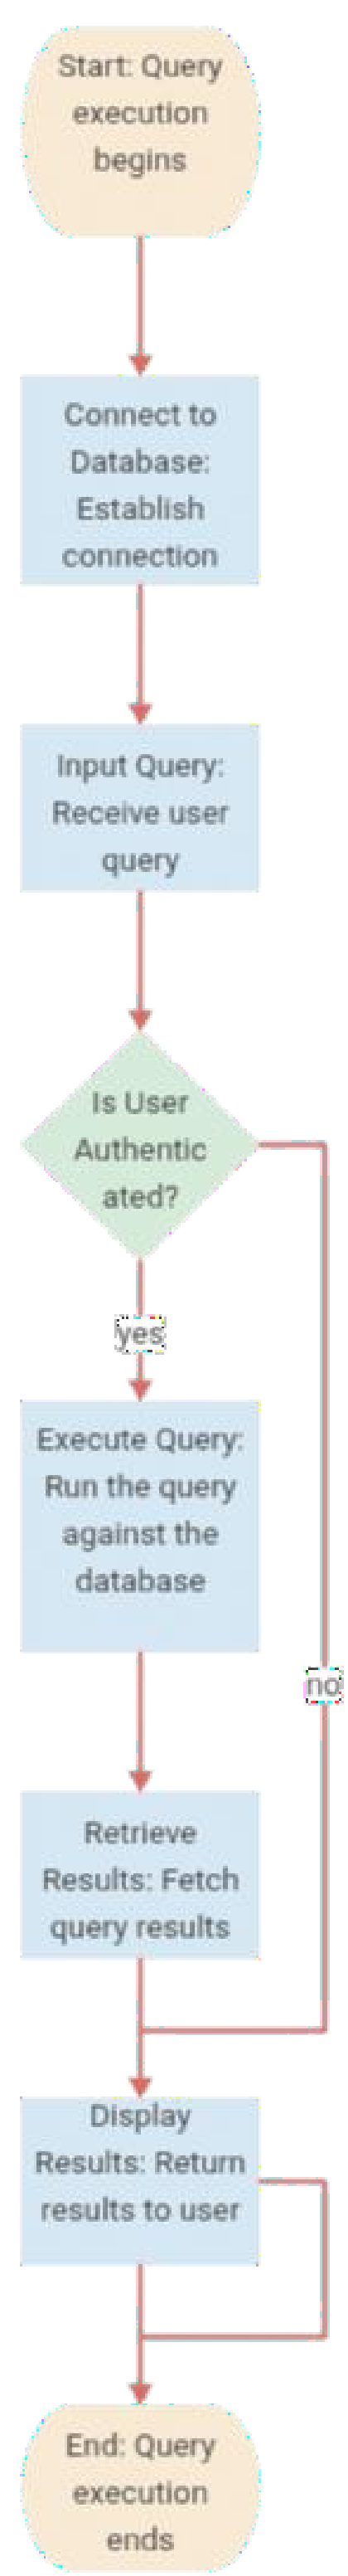 Start: Query
execution
begins
Connect to
Database:
Establish
connection
Input Query:
Receive user
query
Is User
Authentic
ated?
yes
Execute Query:
Run the query
against the
database
no
Retrieve
Results: Fetch
query results
Display
Results: Return
results to user
End: Query
execution
ends